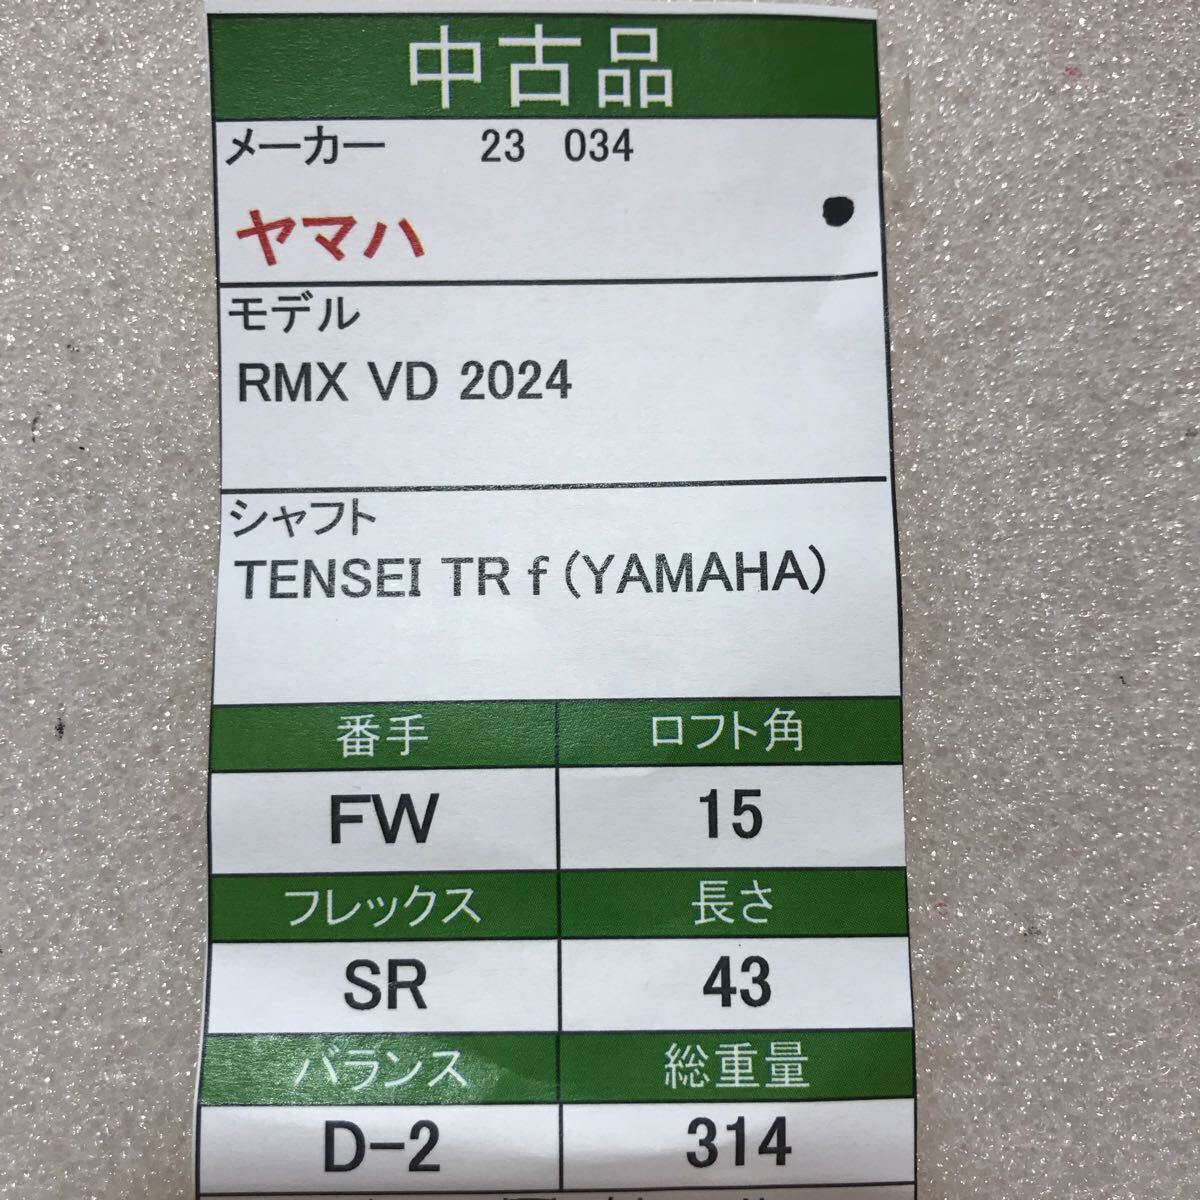 中古品
メーカー 23 034
ヤマハ
モデル
RMX VD 2024
シャフト
TENSEI TR f (YAMAHA)
番手 ロフト角
FW 15
フレックス 長さ
SR 43
バランス 総重量
D-2 314